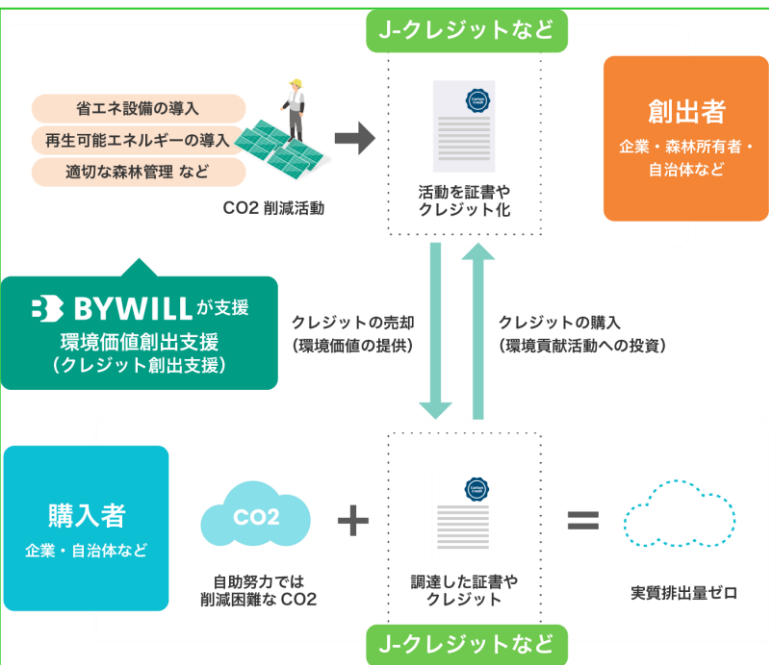 J-クレジットなど
省エネ設備の導入
再生可能エネルギーの導入
適切な森林管理 など
CO2 削減活動
活動を証書や
クレジット化
創出者
企業・森林所有者・
自治体など
BYWILLが支援
環境価値創出支援
(クレジット創出支援)
クレジットの売却
(環境価値の提供)
クレジットの購入
(環境貢献活動への投資)
購入者
企業・自治体など
CO2
自助努力では
削減困難な CO2
+
調達した証書や
クレジット
=
実質排出量ゼロ
J-クレジットなど